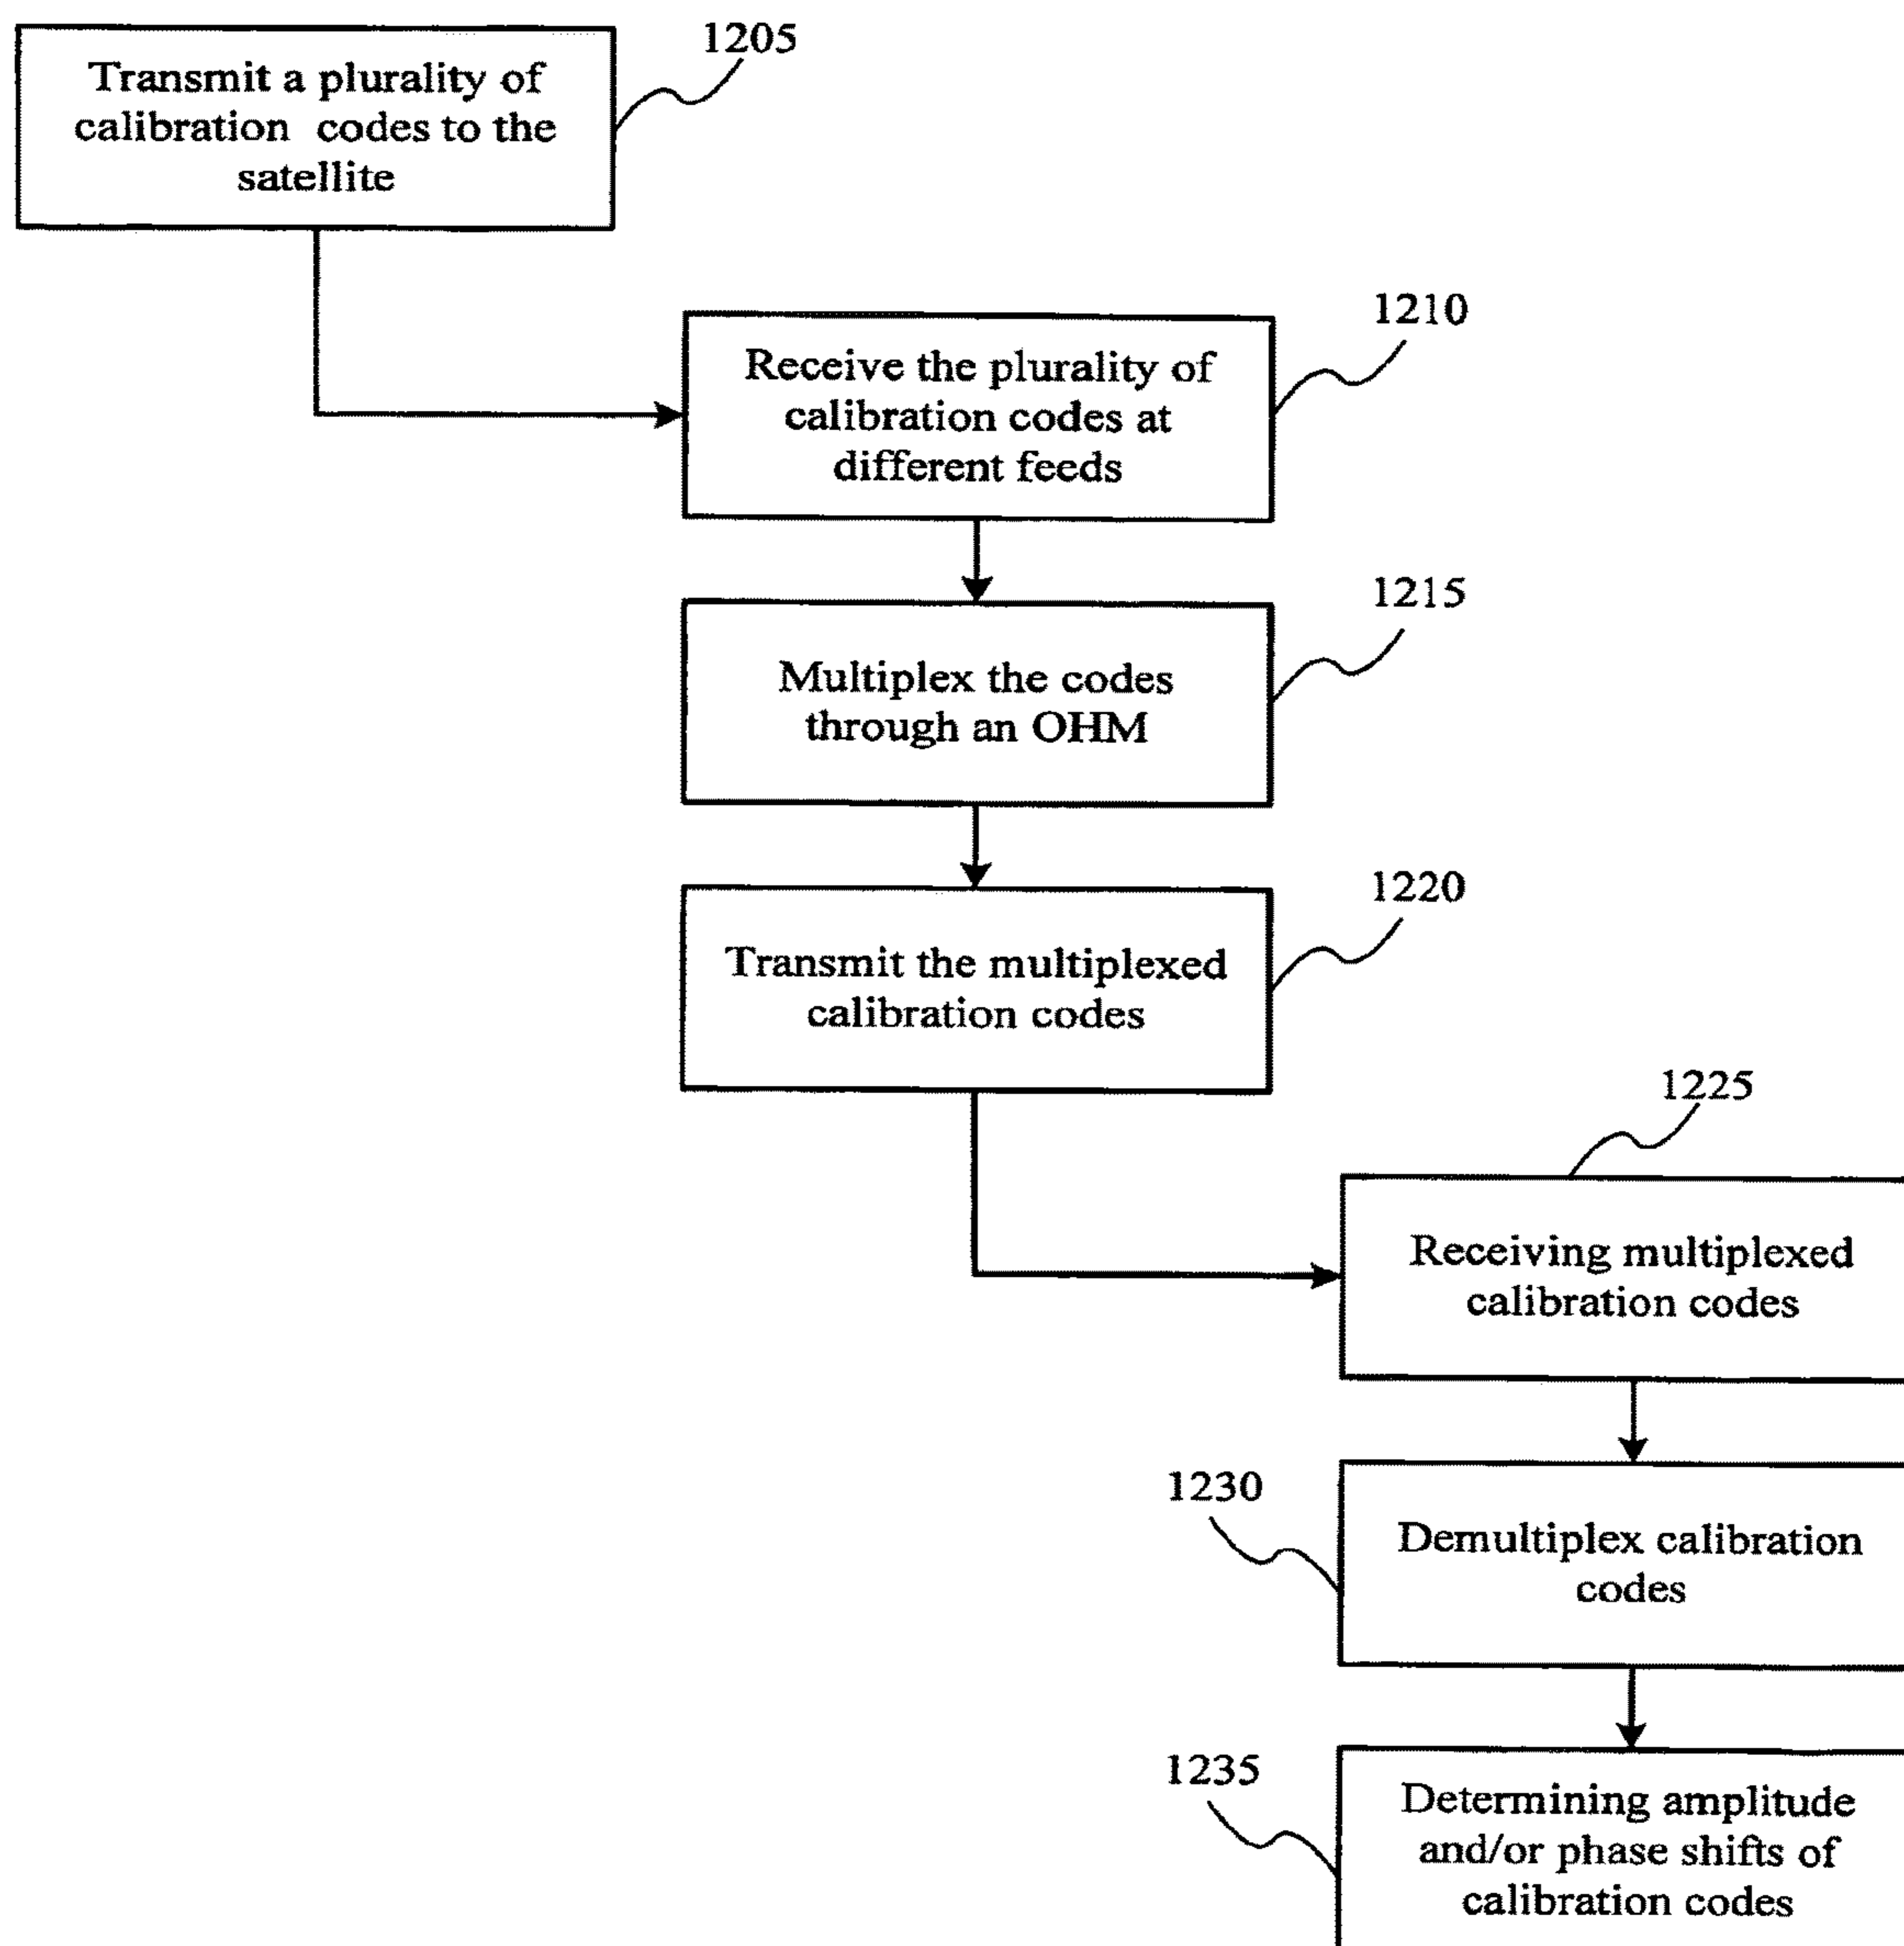 1205
Transmit a plurality of
calibration codes to the
satellite
1210
Receive the plurality of
calibration codes at
different feeds
1215
Multiplex the codes
through an OHM
1220
Transmit the multiplexed
calibration codes
1225
Receiving multiplexed
calibration codes
1230
Demultiplex calibration
codes
1235
Determining amplitude
and/or phase shifts of
calibration codes